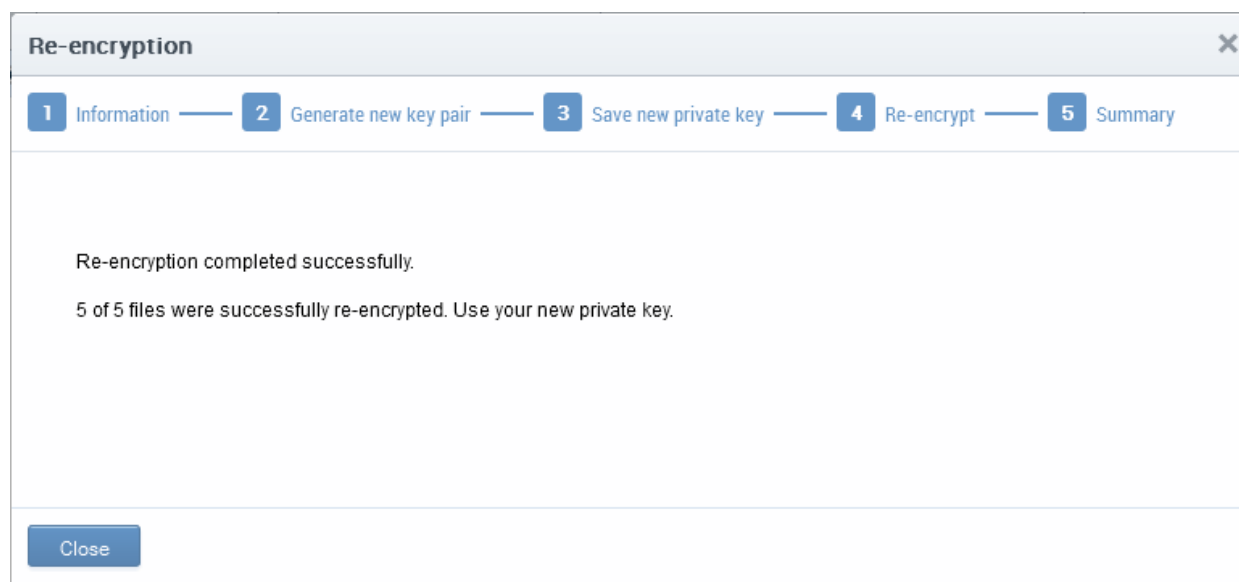 Re-encryption
1 Information 2 Generate new key pair 3 Save new private key 4 Re-encrypt 5 Summary
Re-encryption completed successfully.
5 of 5 files were successfully re-encrypted. Use your new private key.
Close